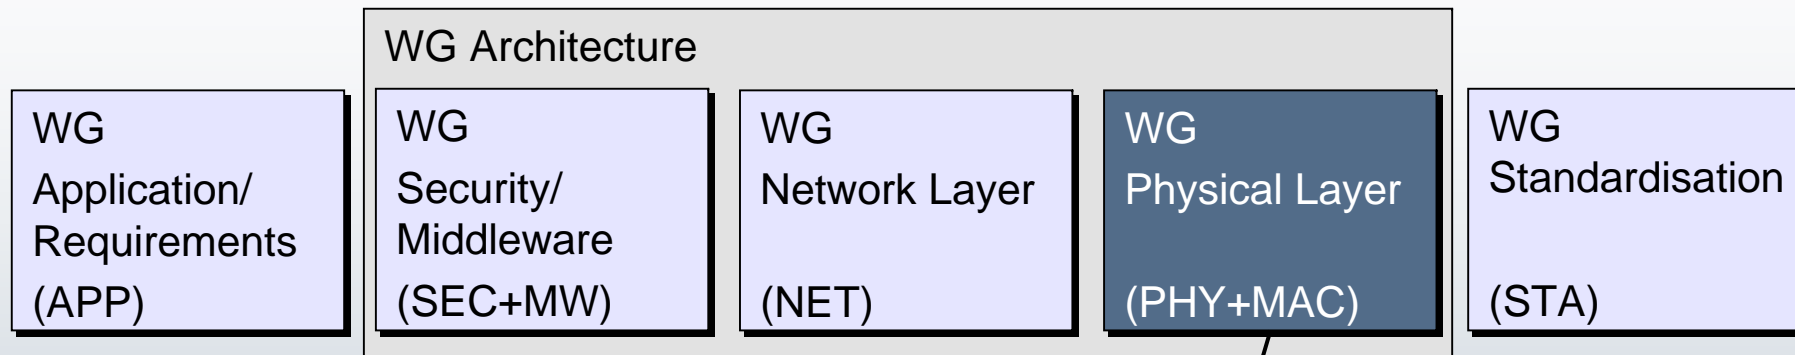 WG Architecture
WG
Application/
Requirements
(APP)
WG
Security/
Middleware
(SEC+MW)
WG
Network Layer
(NET)
WG
Physical Layer
(PHY+MAC)
WG
Standardisation
(STA)